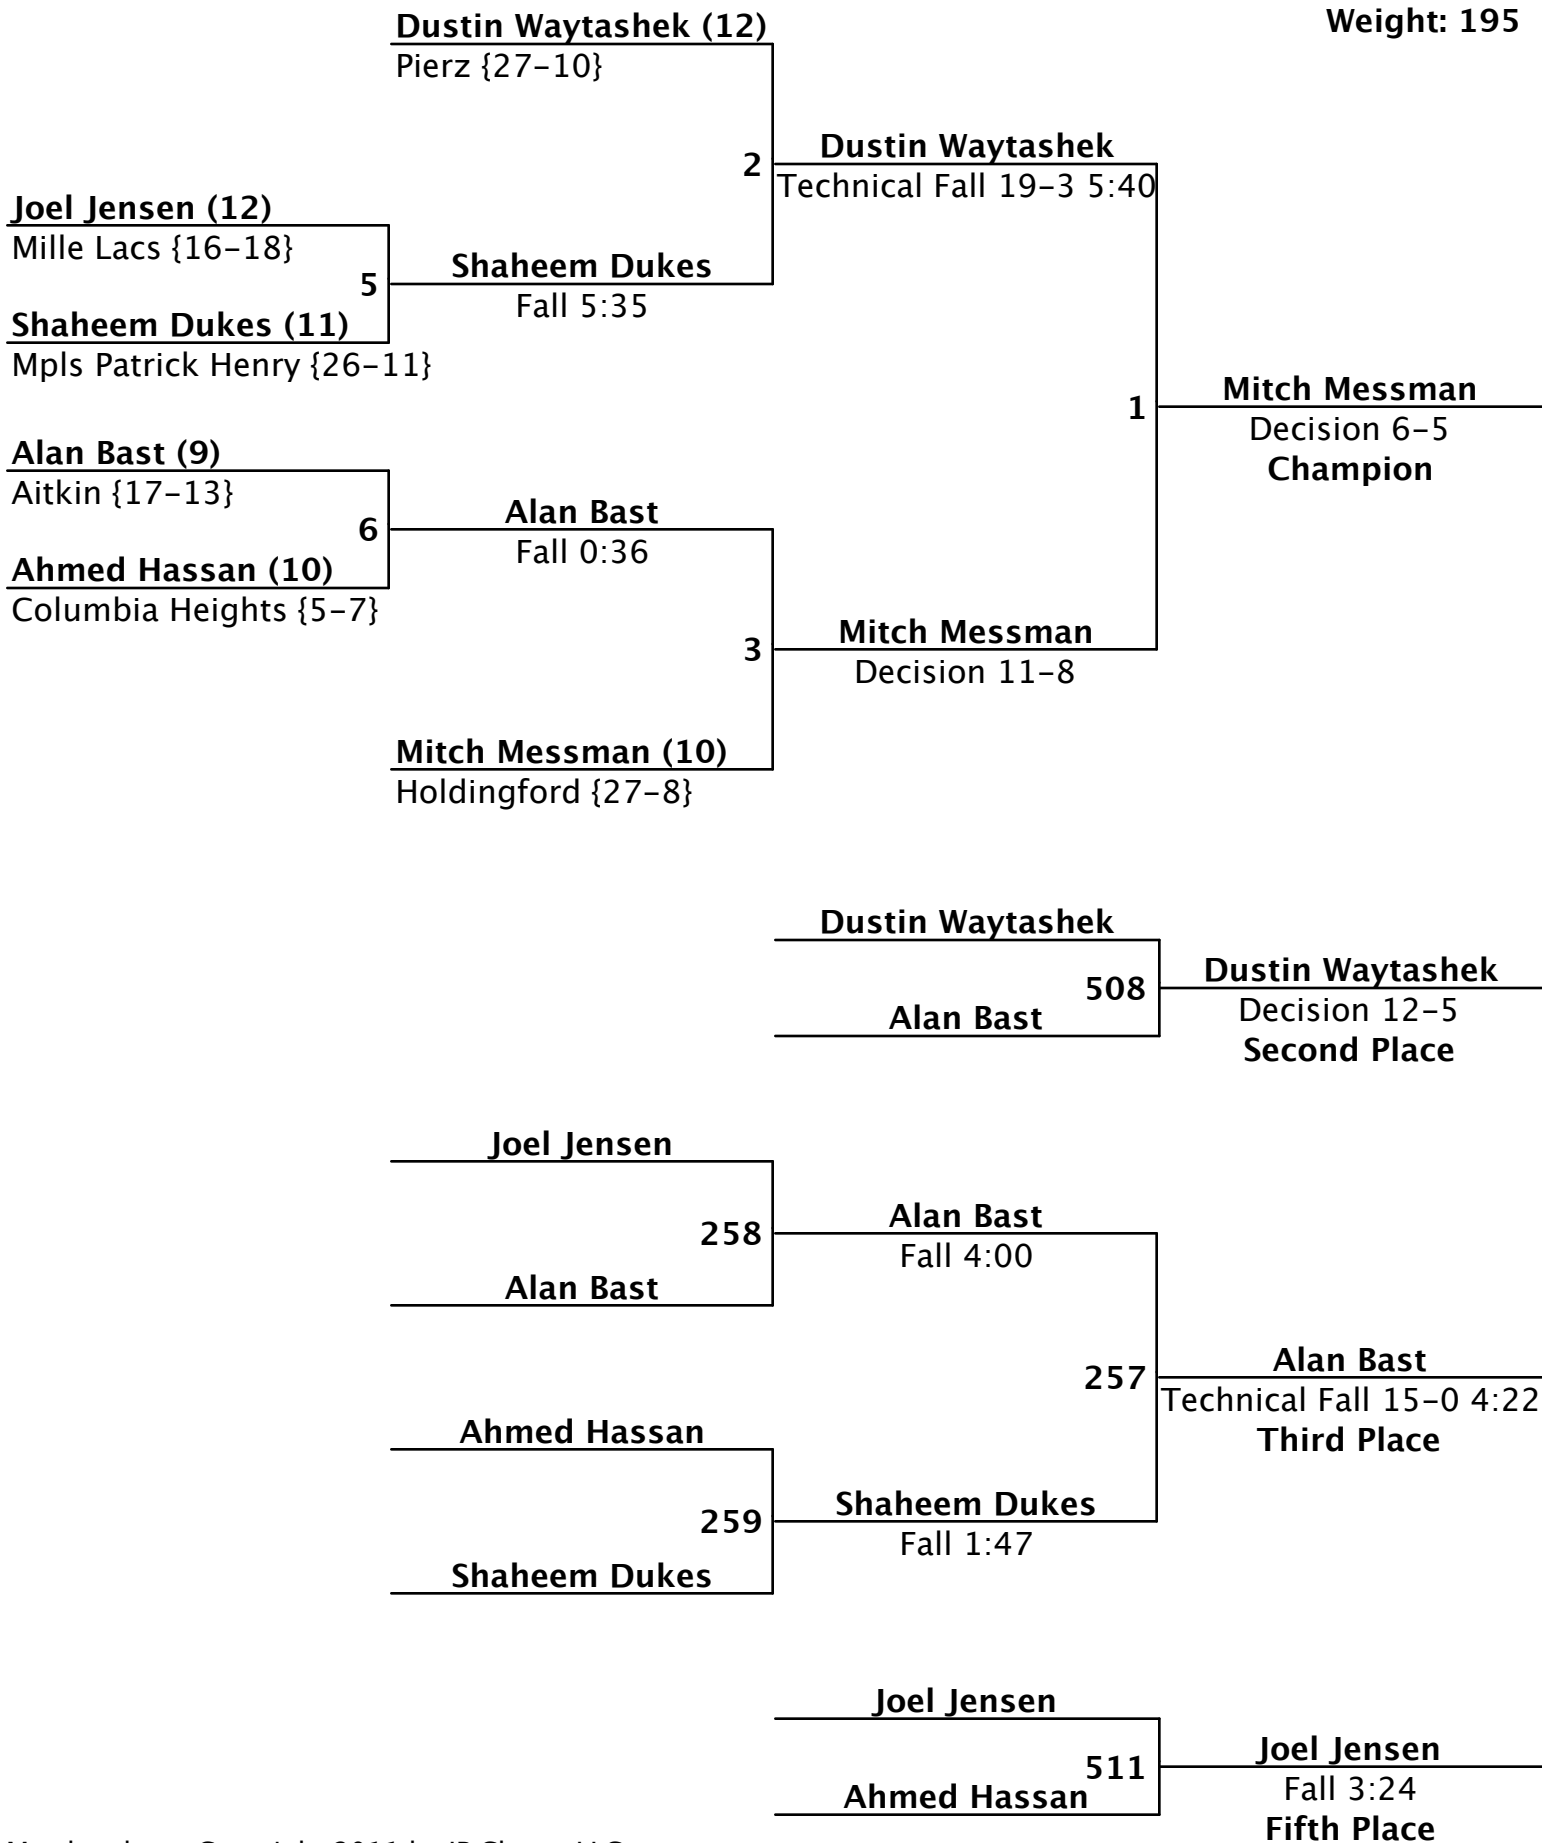 Weight: 195
Dustin Waytashek (12)
Pierz {27-10}
2
Dustin Waytashek
Technical Fall 19-3 5:40
Joel Jensen (12)
Mille Lacs {16-18}
5
Shaheem Dukes
Fall 5:35
Shaheem Dukes (11)
Mpls Patrick Henry {26-11}
1
Mitch Messman
Decision 6-5
Champion
Alan Bast (9)
Aitkin {17-13}
6
Alan Bast
Fall 0:36
Ahmed Hassan (10)
Columbia Heights {5-7}
3
Mitch Messman
Decision 11-8
Mitch Messman (10)
Holdingford {27-8}
Dustin Waytashek
508
Dustin Waytashek
Decision 12-5
Second Place
Alan Bast
Joel Jensen
258
Alan Bast
Fall 4:00
Alan Bast
257
Alan Bast
Technical Fall 15-0 4:22
Third Place
Ahmed Hassan
259
Shaheem Dukes
Fall 1:47
Shaheem Dukes
Joel Jensen
511
Joel Jensen
Fall 3:24
Fifth Place
Ahmed Hassan